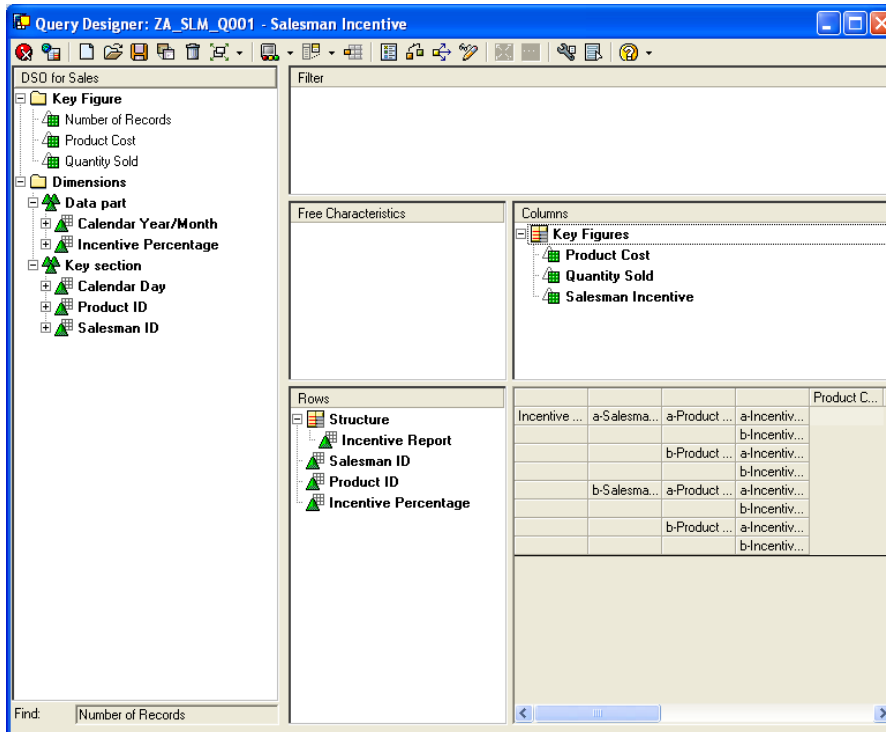 Query Designer: ZA_SLM_Q001 - Salesman Incentive
DSO for Sales
Key Figure
Number of Records
Product Cost
Quantity Sold
Dimensions
Data part
Calendar Year/Month
Incentive Percentage
Key section
Calendar Day
Product ID
Salesman ID
Find: Number of Records
Filter
Free Characteristics
Columns
Key Figures
Product Cost
Quantity Sold
Salesman Incentive
Rows
Structure
Incentive Report
Salesman ID
Product ID
Incentive Percentage
Product C...
Incentive ... a-Salesma... a-Product ... a-Incentiv...
b-Incentiv...
b-Product ... a-Incentiv...
b-Incentiv...
b-Salesma... a-Product ... a-Incentiv...
b-Incentiv...
b-Product ... a-Incentiv...
b-Incentiv...